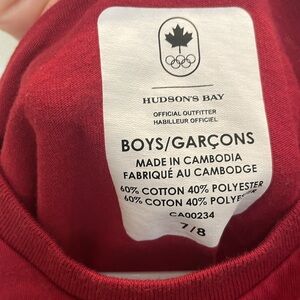 HUDSON'S BAY
OFFICIAL OUTFITTER
HABILLEUR OFFICIEL
BOYS/GARÇONS
MADE IN CAMBODIA
FABRIQUÉ AU CAMBODGE
60% COTTON 40% POLYESTER
60% COTON 40% POLYESTER
CA00234
7/8